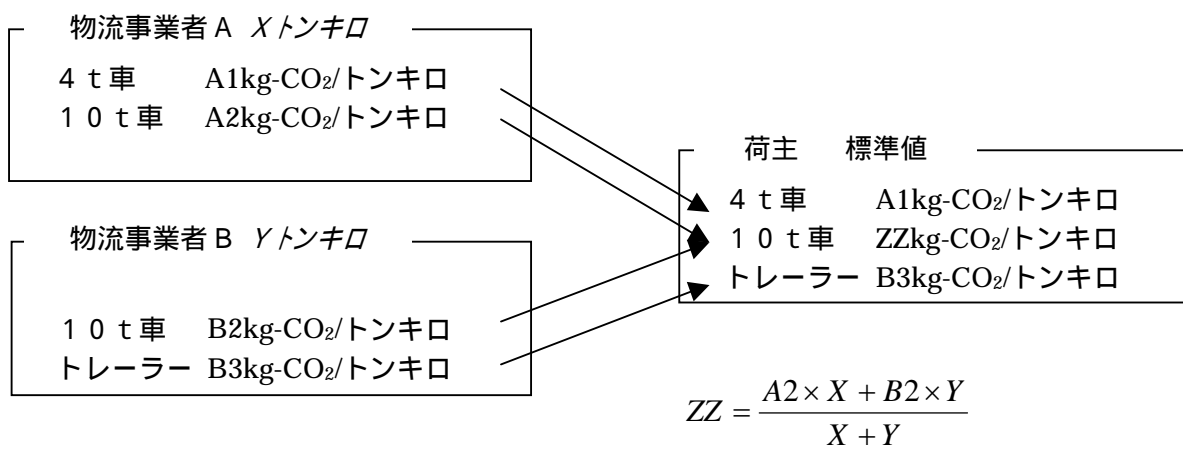 物流事業者A Xトンキロ
4t車 A1kg-CO₂/トンキロ
10t車 A2kg-CO₂/トンキロ
物流事業者B Yトンキロ
10t車 B2kg-CO₂/トンキロ
トレーラー B3kg-CO₂/トンキロ
荷主 標準値
4t車 A1kg-CO₂/トンキロ
10t車 ZZkg-CO₂/トンキロ
トレーラー B3kg-CO₂/トンキロ
ZZ = (A2×X + B2×Y) / (X + Y)